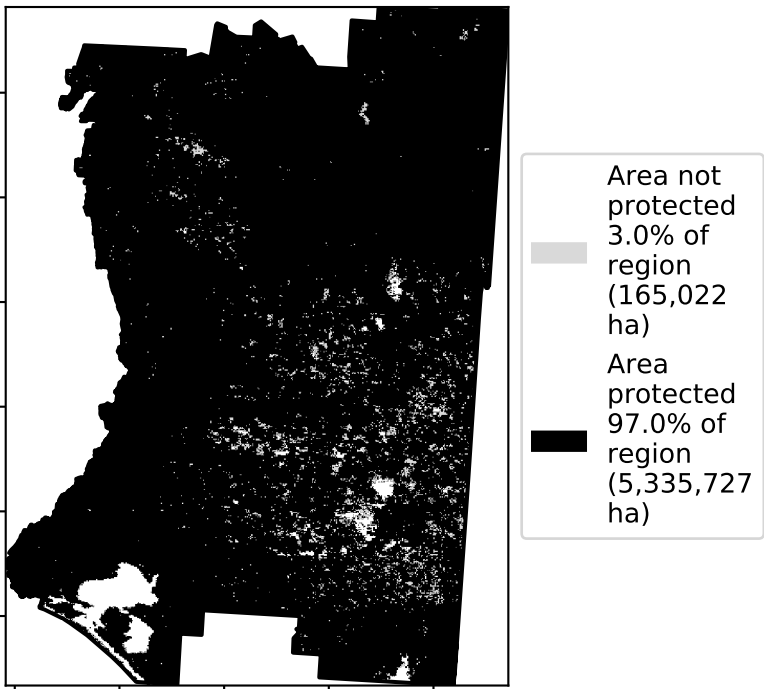 Area not
protected
3.0% of
region
(165,022
ha)
Area
protected
97.0% of
region
(5,335,727
ha)